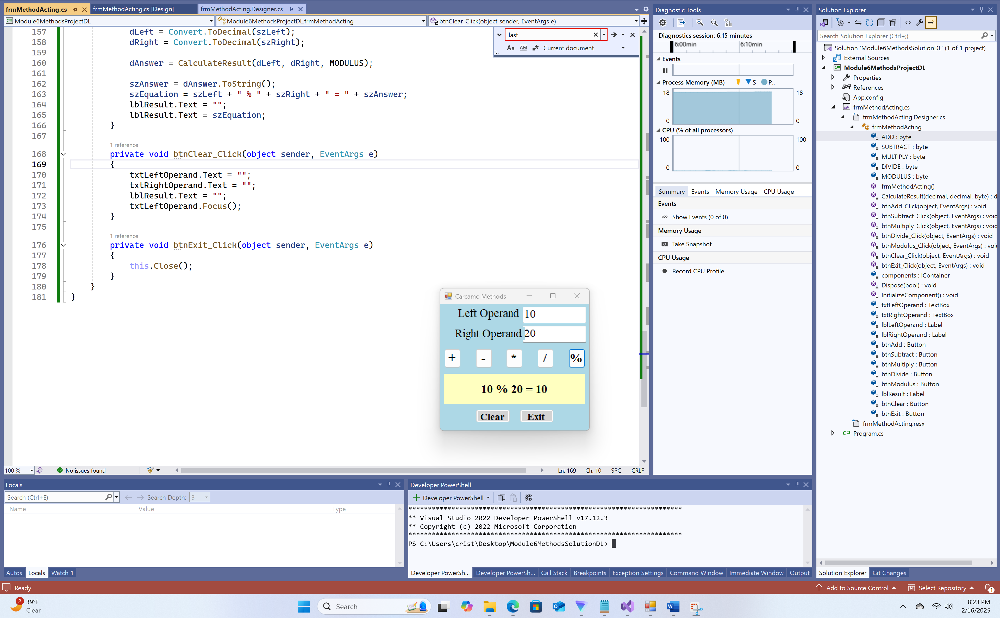 frmMethodActing.cs
frmMethodActing.cs [Design]
frmMethodActing.Designer.cs
Module6MethodsProjectDL
Module6MethodsProjectDL.frmMethodActing
btnClear_Click(object sender, EventArgs e)
last
Aa Abl .* Current document
157 dLeft = Convert.ToDecimal(szLeft);
158 dRight = Convert.ToDecimal(szRight);
159
160 dAnswer = CalculateResult(dLeft, dRight, MODULUS);
161
162 szAnswer = dAnswer.ToString();
163 szEquation = szLeft + " % " + szRight + " = " + szAnswer;
164 lblResult.Text = "";
165 lblResult.Text = szEquation;
166 }
167
1 reference
168 private void btnClear_Click(object sender, EventArgs e)
169 {
170 txtLeftOperand.Text = "";
171 txtRightOperand.Text = "";
172 lblResult.Text = "";
173 txtLeftOperand.Focus();
174 }
175
1 reference
176 private void btnExit_Click(object sender, EventArgs e)
177 {
178 this.Close();
179 }
180 }
181 }
Carcamo Methods
Left Operand 10
Right Operand 20
+ - * / %
10 % 20 = 10
Clear Exit
100 %
No issues found
Ln: 169 Ch: 10 SPC CRLF
Diagnostic Tools
Diagnostics session: 6:15 minutes
6:00min 6:10min
Events
Process Memory (MB) S P..
18 18
0 0
CPU (% of all processors)
100 100
0 0
Summary Events Memory Usage CPU Usage
Events
Show Events (0 of 0)
Memory Usage
Take Snapshot
CPU Usage
Record CPU Profile
Solution Explorer
Search Solution Explorer (Ctrl+;)
Solution 'Module6MethodsSolutionDL' (1 of 1 project)
External Sources
C# Module6MethodsProjectDL
Properties
References
App.config
frmMethodActing.cs
frmMethodActing.Designer.cs
frmMethodActing
ADD : byte
SUBTRACT : byte
MULTIPLY : byte
DIVIDE : byte
MODULUS : byte
frmMethodActing()
CalculateResult(decimal, decimal, byte) : d
btnAdd_Click(object, EventArgs) : void
btnSubtract_Click(object, EventArgs) : voic
btnMultiply_Click(object, EventArgs) : voic
btnDivide_Click(object, EventArgs) : void
btnModulus_Click(object, EventArgs) : voi
btnClear_Click(object, EventArgs) : void
btnExit_Click(object, EventArgs) : void
components : IContainer
Dispose(bool) : void
InitializeComponent() : void
txtLeftOperand : TextBox
txtRightOperand : TextBox
lblLeftOperand : Label
lblRightOperand : Label
btnAdd : Button
btnSubtract : Button
btnMultiply : Button
btnDivide : Button
btnModulus : Button
lblResult : Label
btnClear : Button
btnExit : Button
frmMethodActing.resx
C# Program.cs
Solution Explorer Git Changes
Locals
Search (Ctrl+E)
Search Depth: 3
Name Value Type
Autos Locals Watch 1
Developer PowerShell
Developer PowerShell
**********************************************************************
** Visual Studio 2022 Developer PowerShell v17.12.3
** Copyright (c) 2022 Microsoft Corporation
**********************************************************************
PS C:\Users\crist\Desktop\Module6MethodsSolutionDL>
Developer PowerSh... Developer PowerSh... Call Stack Breakpoints Exception Settings Command Window Immediate Window Output
Ready
Add to Source Control Select Repository 1
2 39°F
Clear
Search
8:23 PM
2/16/2025